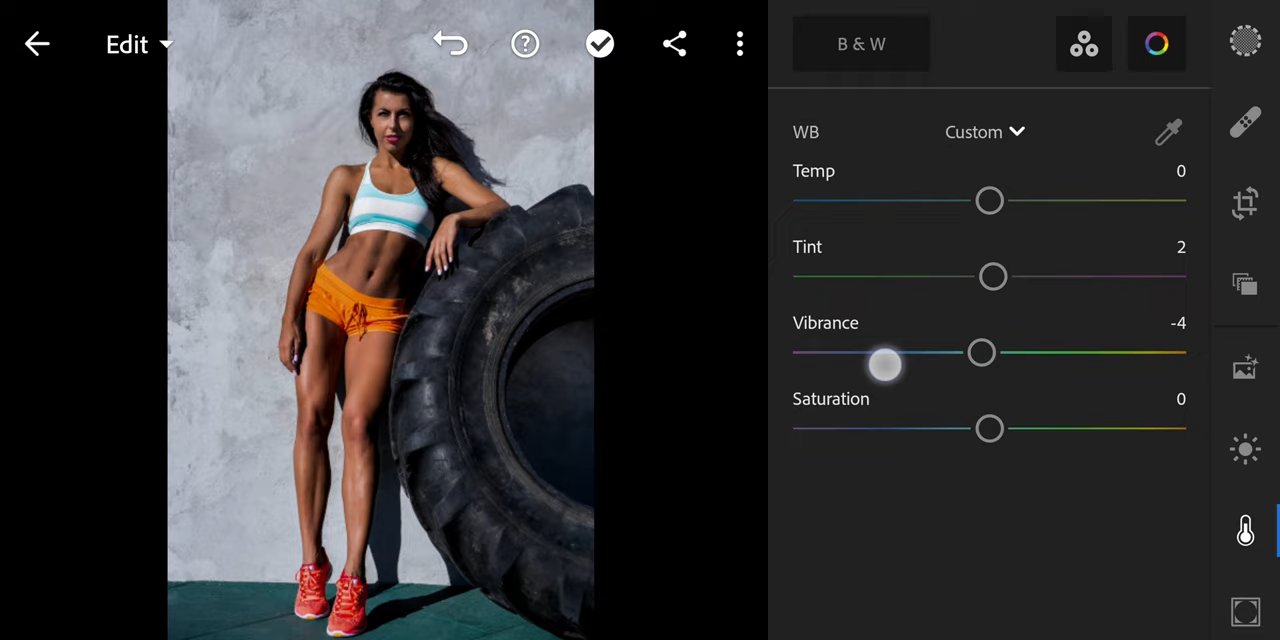 Edit
B & W
WB Custom
Temp 0
Tint 2
Vibrance -4
Saturation 0